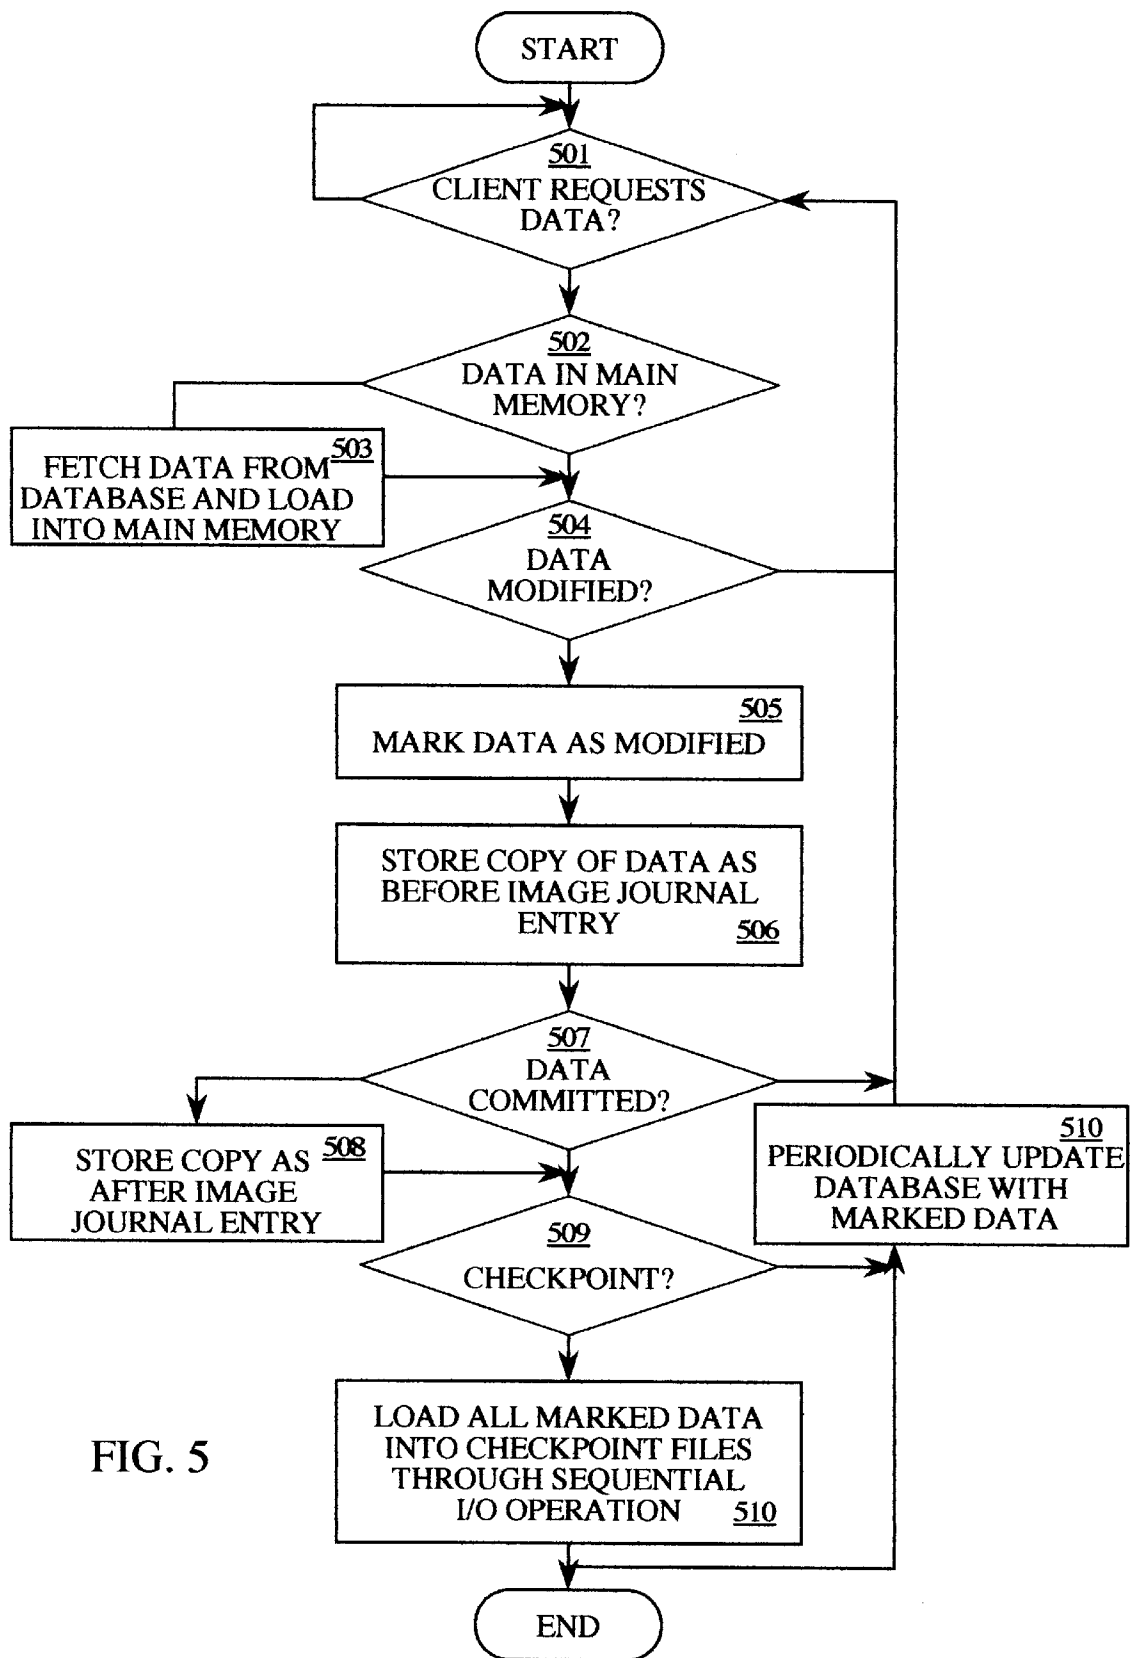 START
501
CLIENT REQUESTS
DATA?
502
DATA IN MAIN
MEMORY?
503
FETCH DATA FROM
DATABASE AND LOAD
INTO MAIN MEMORY
504
DATA
MODIFIED?
505
MARK DATA AS MODIFIED
STORE COPY OF DATA AS
BEFORE IMAGE JOURNAL
ENTRY
506
507
DATA
COMMITTED?
508
STORE COPY AS
AFTER IMAGE
JOURNAL ENTRY
510
PERIODICALLY UPDATE
DATABASE WITH
MARKED DATA
509
CHECKPOINT?
LOAD ALL MARKED DATA
INTO CHECKPOINT FILES
THROUGH SEQUENTIAL
I/O OPERATION
510
FIG. 5
END